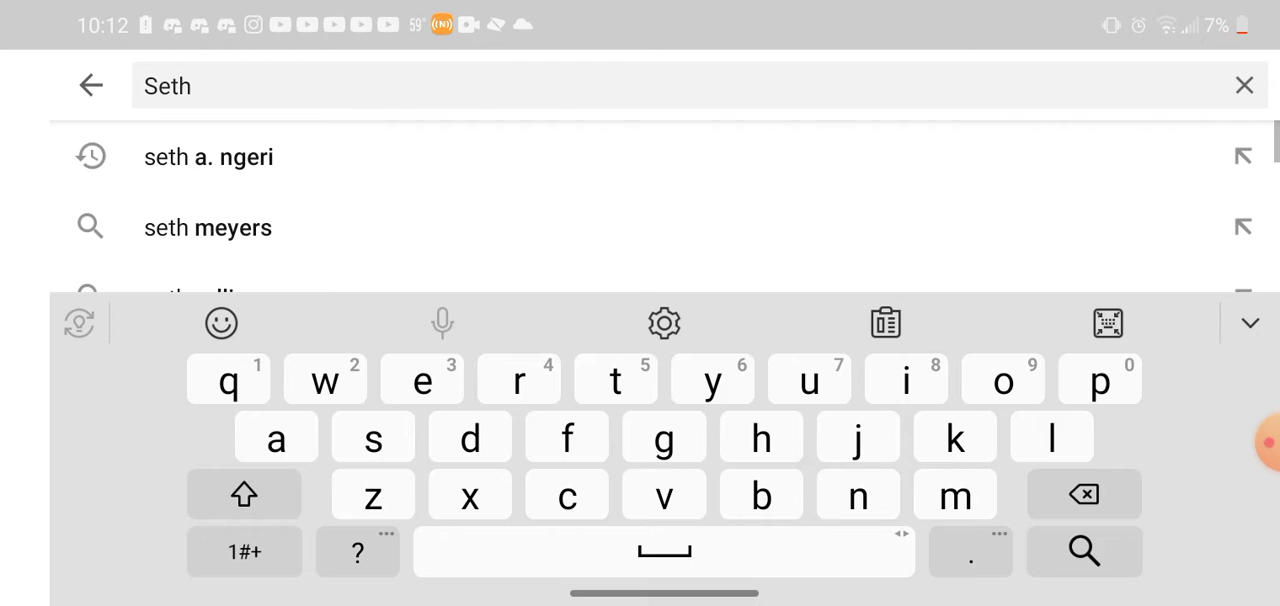 10:12 59° (N) 7%
Seth
seth a. ngeri
seth meyers
q 1 w 2 e 3 r 4 t 5 y 6 u 7 i 8 o 9 p 0
a s d f g h j k l
z x c v b n m
1#+ ? .